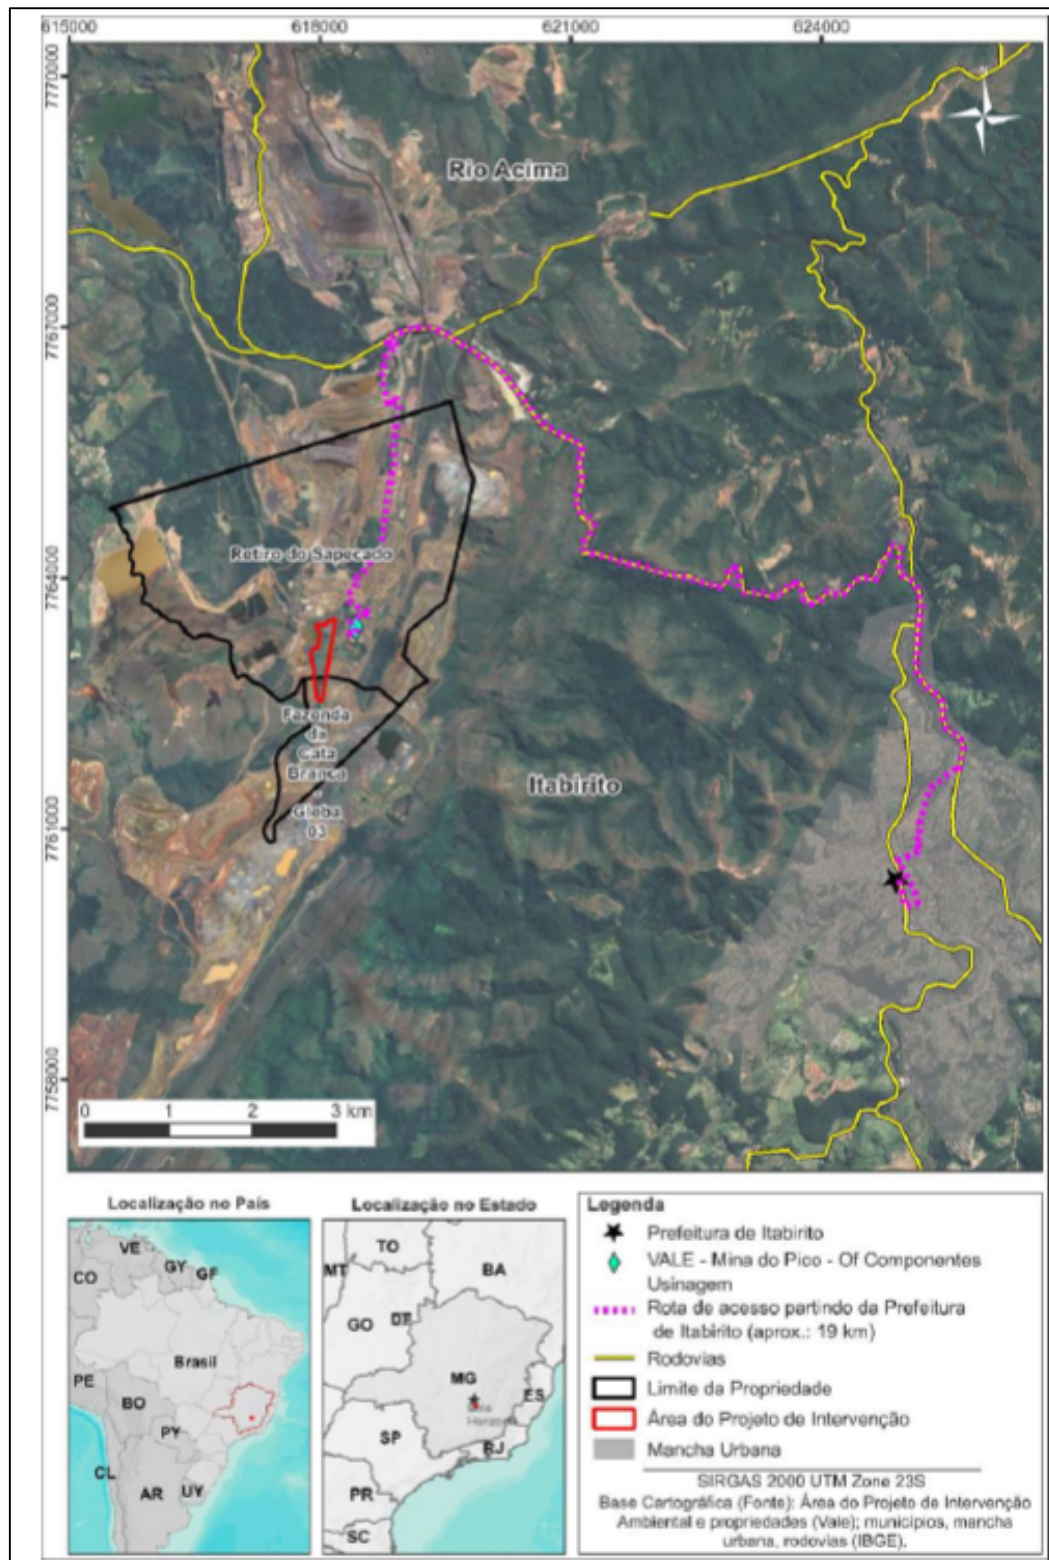 615000 618000 621000 624000
7770000
N
Rio Acima
7767000
Retiro do Sapecado
7764000
Fazenda
da
Cata
Branca
-
Gleba
03
Itabirito
7761000
7758000
0 1 2 3 km
Localização no País
VE
GY
GF
CO
Brasil
PE
BO
PY
CL
AR
UY
Localização no Estado
TO
MT
BA
GO
DF
MG
ES
SP
RJ
PR
SC
Legenda
Prefeitura de Itabirito
VALE - Mina do Pico - Of Componentes
Usinagem
Rota de acesso partindo da Prefeitura
de Itabirito (aprox.: 19 km)
Rodovias
Limite da Propriedade
Área do Projeto de Intervenção
Mancha Urbana
SIRGAS 2000 UTM Zone 23S
Base Cartográfica (Fonte): Área do Projeto de Intervenção
Ambiental e propriedades (Vale); municípios, mancha
urbana, rodovias (IBGE).